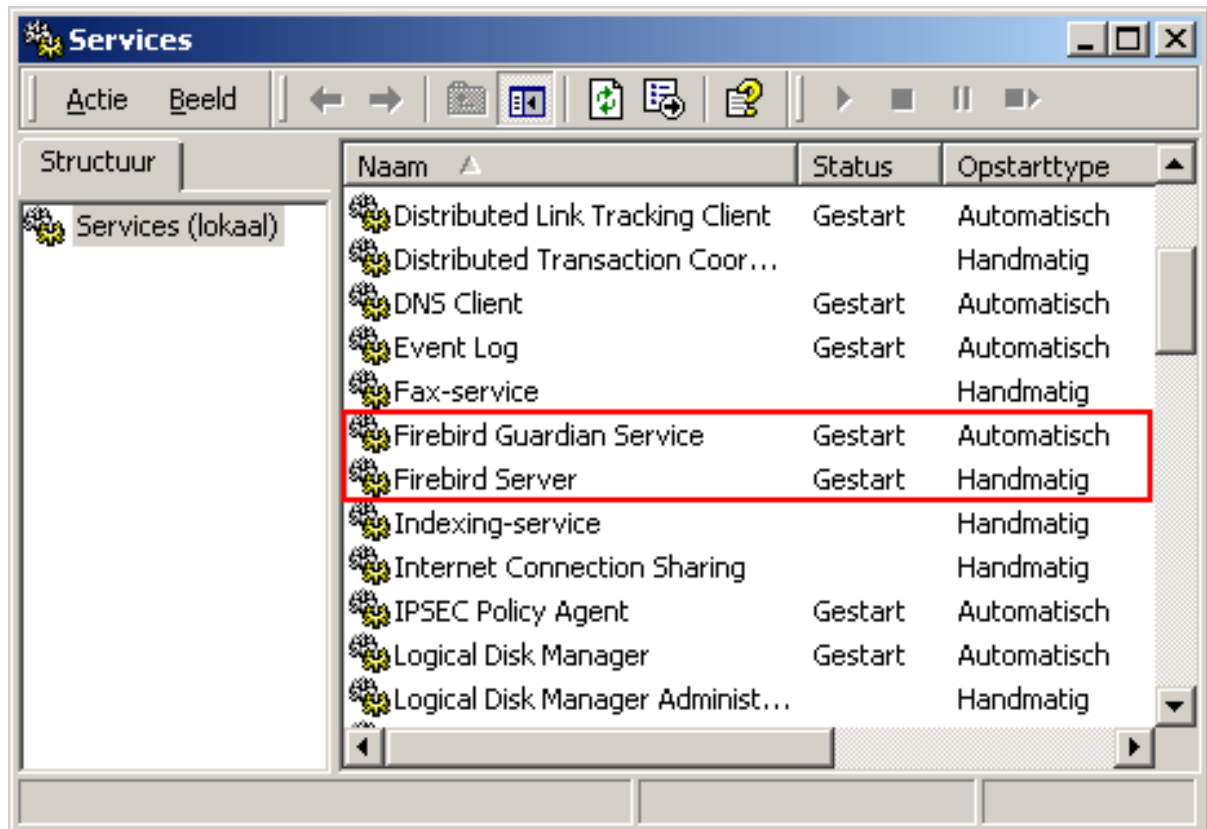 Services
Actie Beeld
Structuur
Services (lokaal)
Naam Status Opstarttype
Distributed Link Tracking Client Gestart Automatisch
Distributed Transaction Coor... Handmatig
DNS Client Gestart Automatisch
Event Log Gestart Automatisch
Fax-service Handmatig
Firebird Guardian Service Gestart Automatisch
Firebird Server Gestart Handmatig
Indexing-service Handmatig
Internet Connection Sharing Handmatig
IPSEC Policy Agent Gestart Automatisch
Logical Disk Manager Gestart Automatisch
Logical Disk Manager Administ... Handmatig